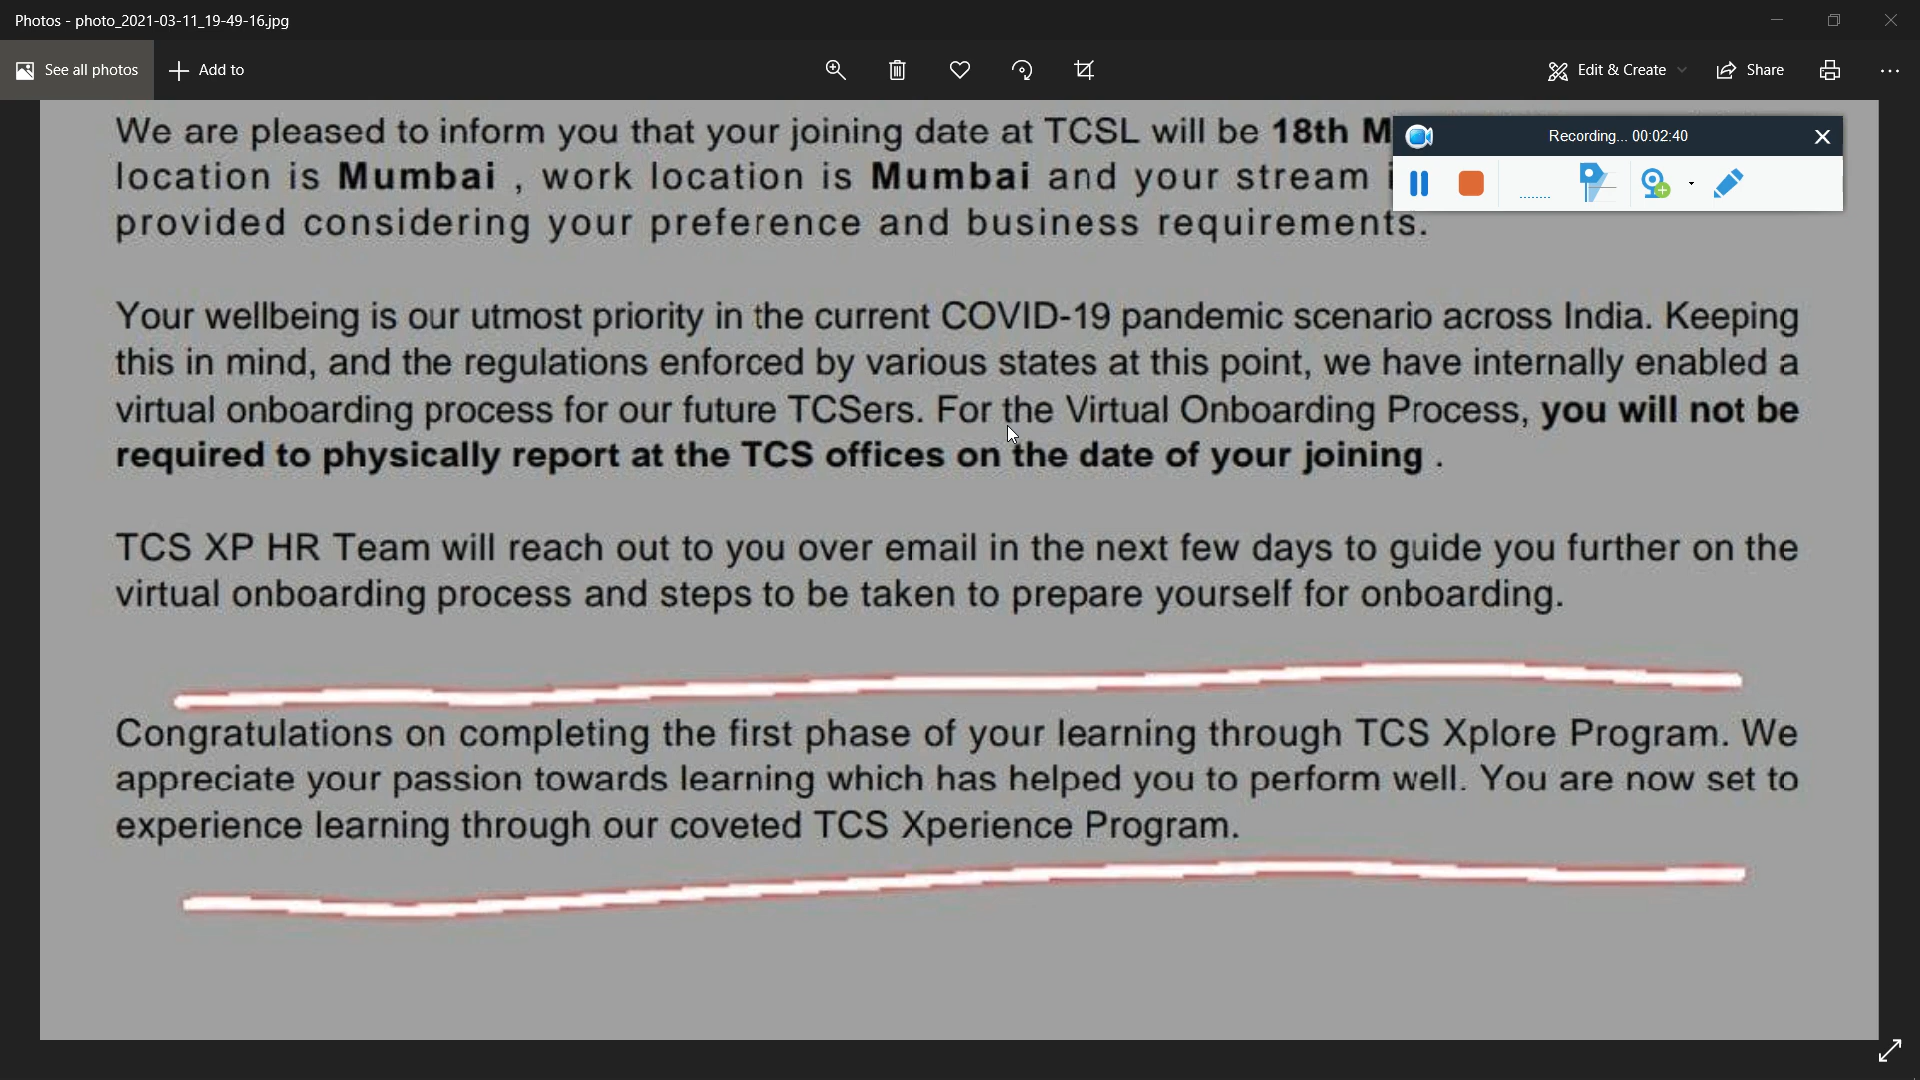 Photos - photo_2021-03-11_19-49-16.jpg
See all photos
Add to
Edit & Create
Share
We are pleased to inform you that your joining date at TCSL will be 18th M
Recording... 00:02:40
location is Mumbai , work location is Mumbai and your stream
provided considering your preference and business requirements.
Your wellbeing is our utmost priority in the current COVID-19 pandemic scenario across India. Keeping
this in mind, and the regulations enforced by various states at this point, we have internally enabled a
virtual onboarding process for our future TCSers. For the Virtual Onboarding Process, you will not be
required to physically report at the TCS offices on the date of your joining .
TCS XP HR Team will reach out to you over email in the next few days to guide you further on the
virtual onboarding process and steps to be taken to prepare yourself for onboarding.
Congratulations on completing the first phase of your learning through TCS Xplore Program. We
appreciate your passion towards learning which has helped you to perform well. You are now set to
experience learning through our coveted TCS Xperience Program.